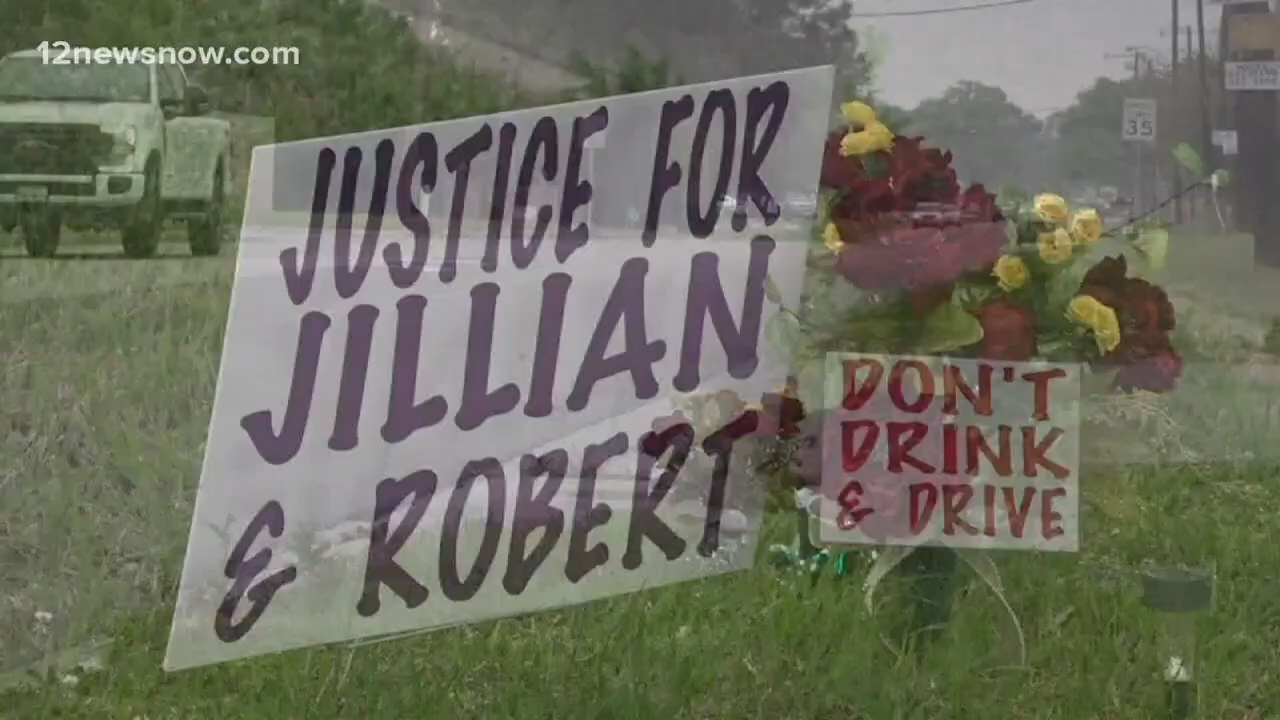 12newsnow.com
JUSTICE FOR
JILLIAN
& ROBERT
DON'T
DRINK
& DRIVE
35